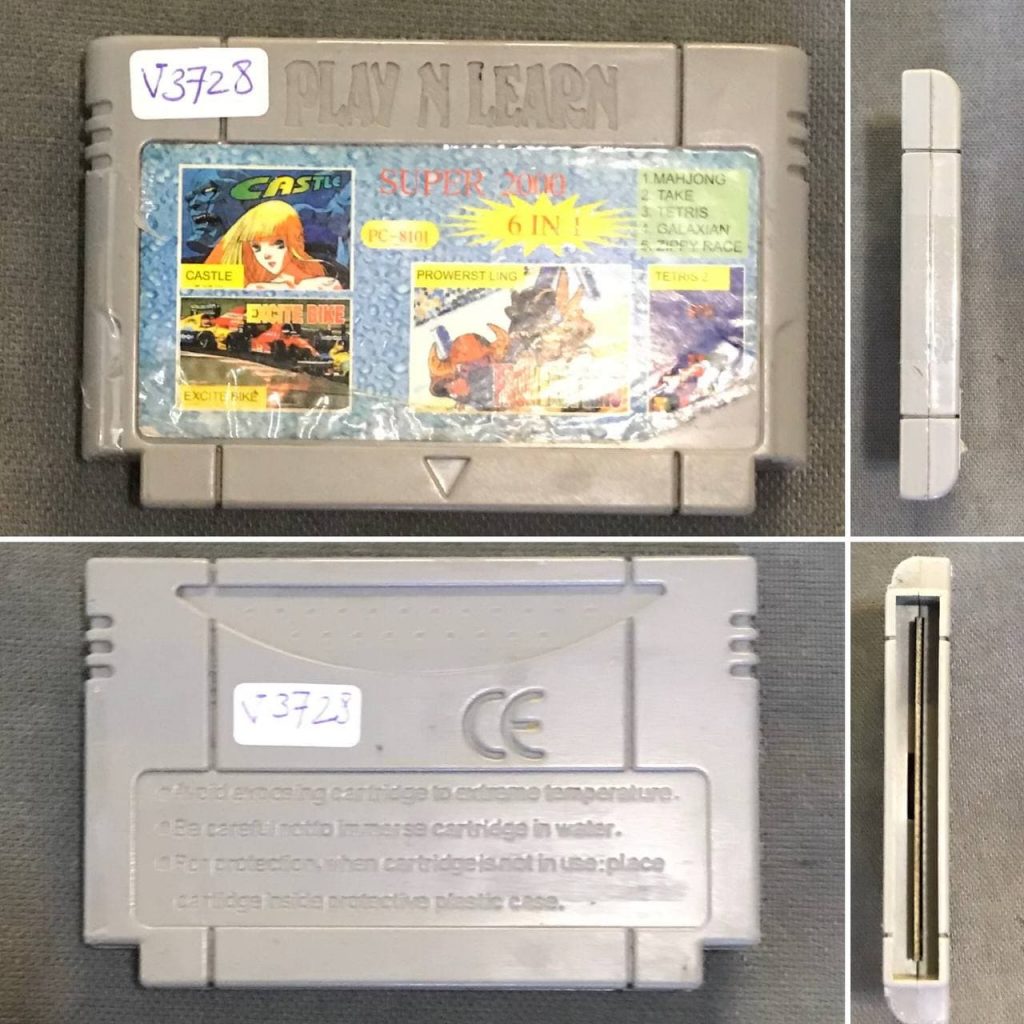 V3728
PLAY N LEARN
CASTLE
SUPER 2000
PC-8101
6 IN 1
1. MAHJONG
2. TAKE
3. TETRIS
4. GALAXIAN
5. ZIPPY RACE
CASTLE
PROWERST LING
TETRIS 2
EXCITE BIKE
EXCITE BIKE
V3728
CE
Avoid exposing cartridge to extreme temperature.
Be careful notto immerse cartridge in water.
For protection, when cartridge is not in use: place
cartridge inside protective plastic case.